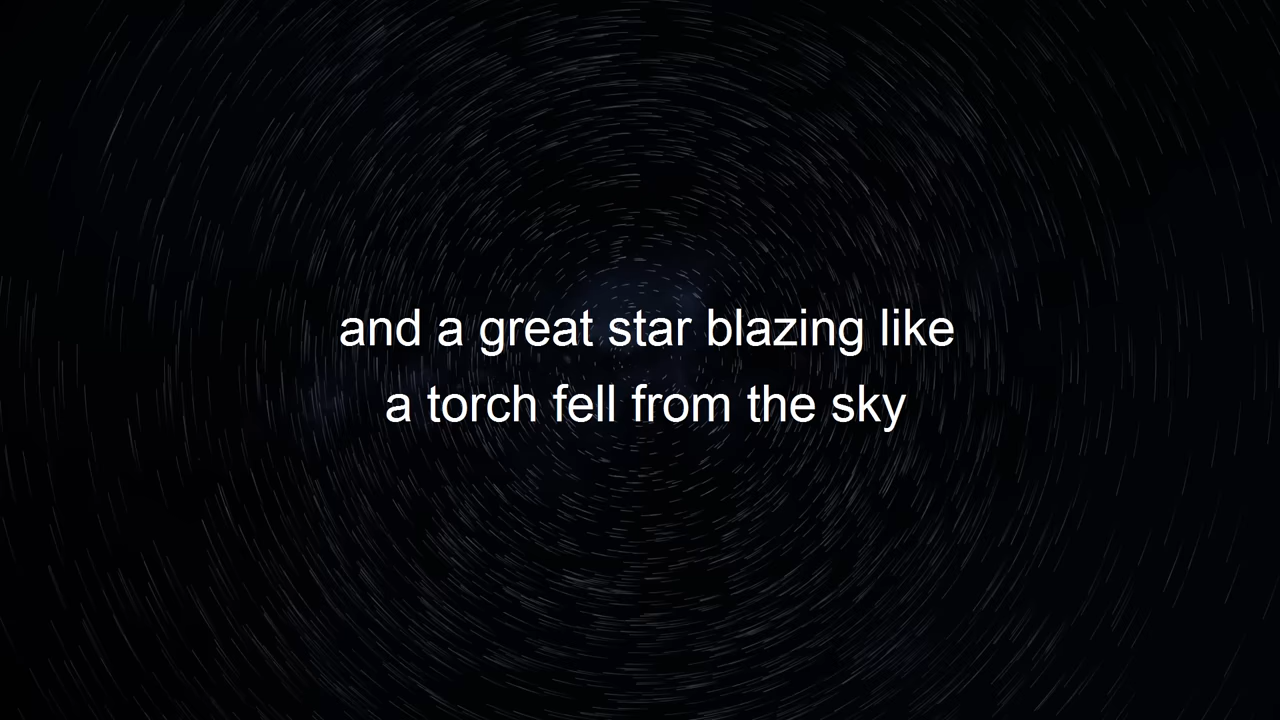 and a great star blazing like
a torch fell from the sky